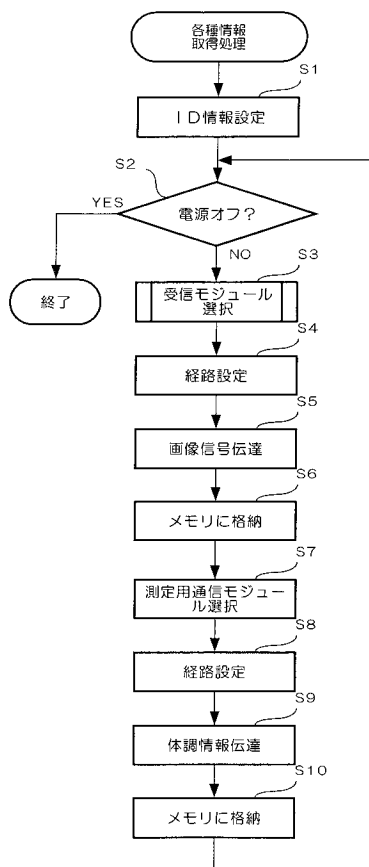 各種情報
取得処理
S1
ID情報設定
S2
電源オフ?
YES
NO
終了
S3
受信モジュール
選択
S4
経路設定
S5
画像信号伝達
S6
メモリに格納
S7
測定用通信モジュー
ル選択
S8
経路設定
S9
体調情報伝達
S10
メモリに格納